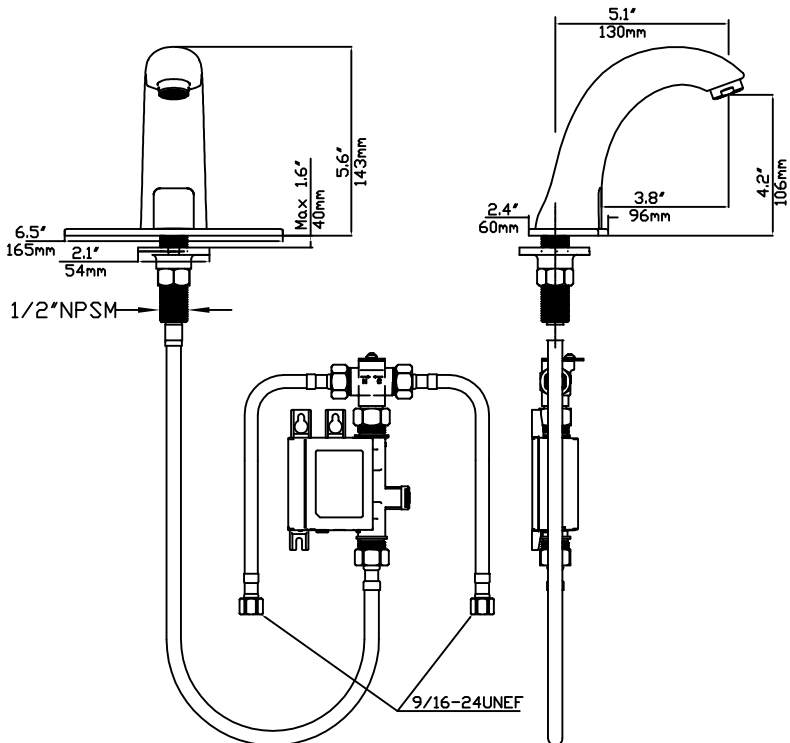 5.1"
130mm
5.6"
143mm
Max 1.6"
40mm
4.2"
106mm
2.4"
60mm
3.8"
96mm
6.5"
165mm
2.1"
54mm
1/2"NPSM
9/16-24UNEF